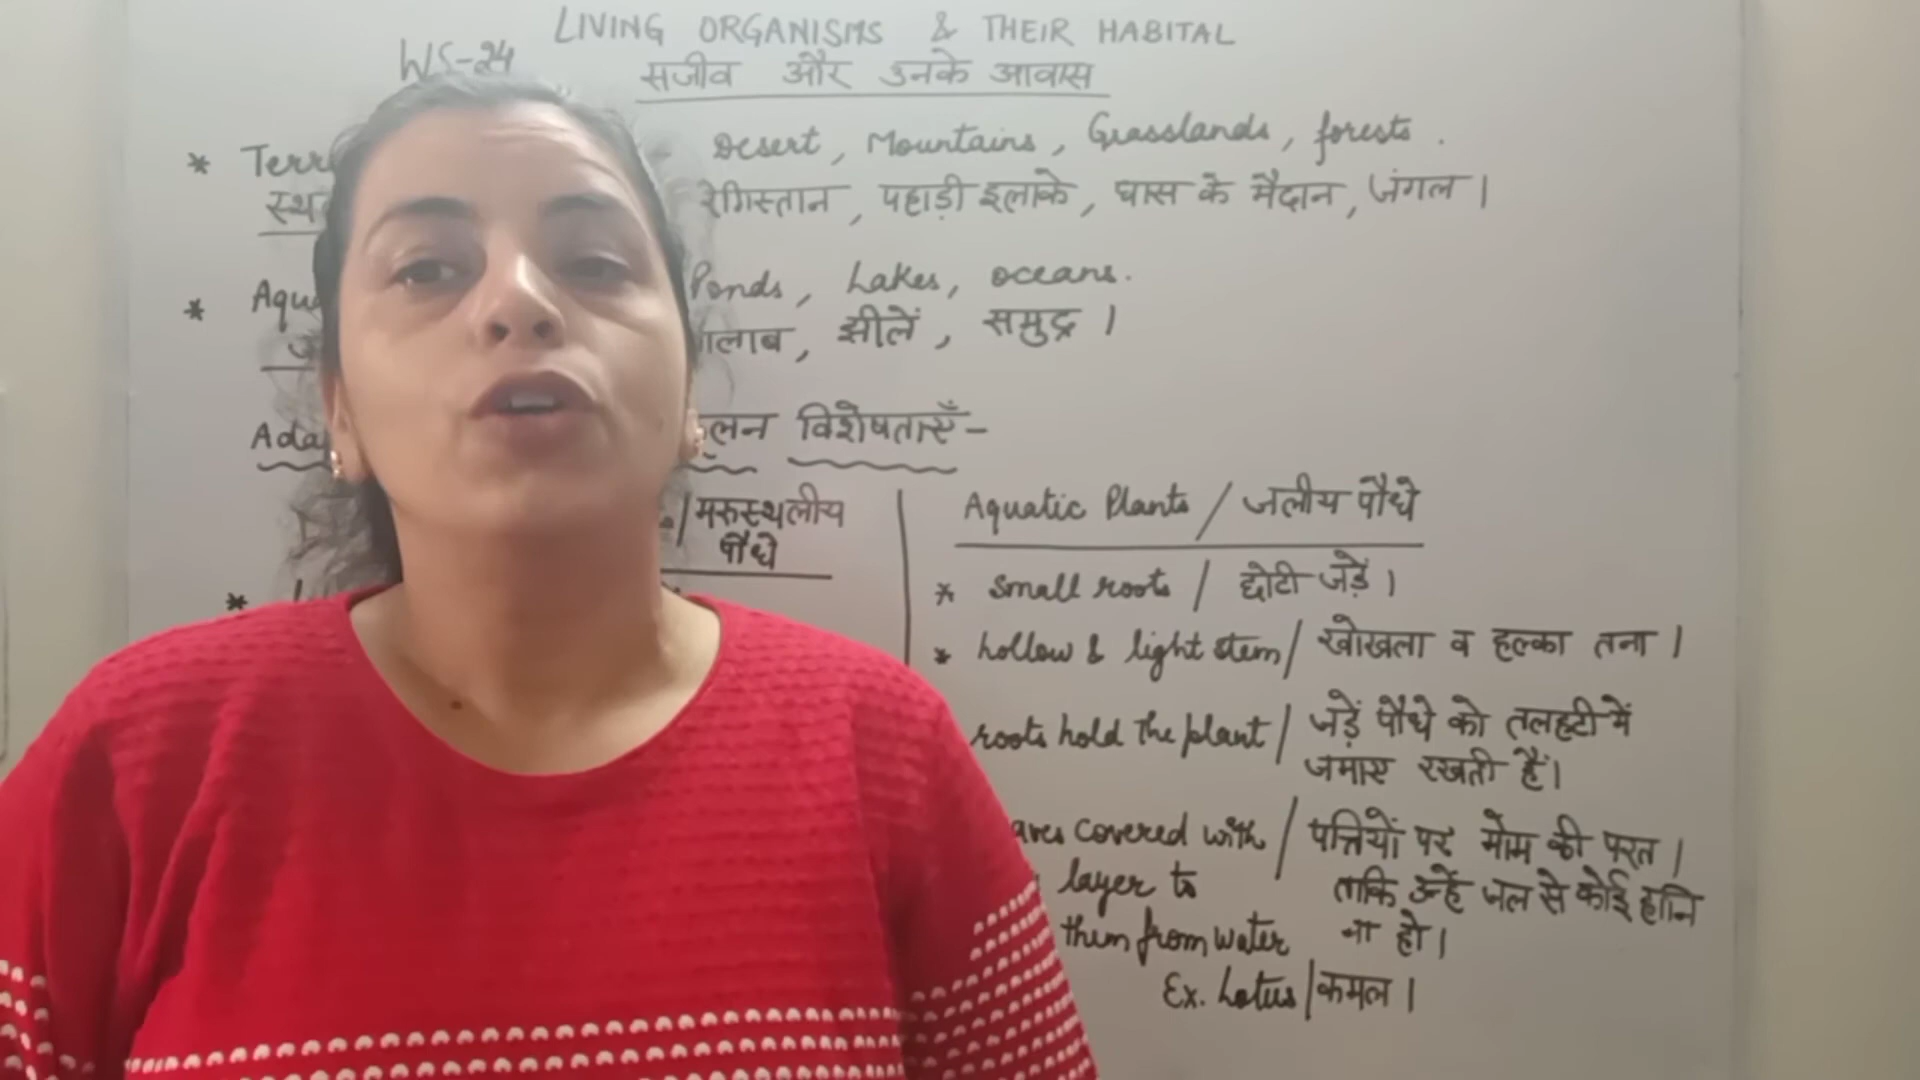 LIVING ORGANISMS & THEIR HABITAL
WS-24
सजीव और उनके आवास
* Desert, Mountains, Grasslands, forests.
रेगिस्तान, पहाड़ी इलाके, घास के मैदान, जंगल।
* Ponds, Lakes, oceans.
झीलें, समुद्र।
विशेषताएँ-
/मरुस्थलीय
पौधे
*
Aquatic Plants / जलीय पौधे
* Small roots / छोटी जड़ें।
* hollow & light stem / खोखला व हल्का तना।
roots hold the plant / जड़ें पौधे को तलहटी में
जमाए रखती हैं।
covered with / पत्तियों पर मोम की परत।
layer to ताकि उन्हें जल से कोई हानि
them from water ना हो।
Ex. Lotus / कमल।